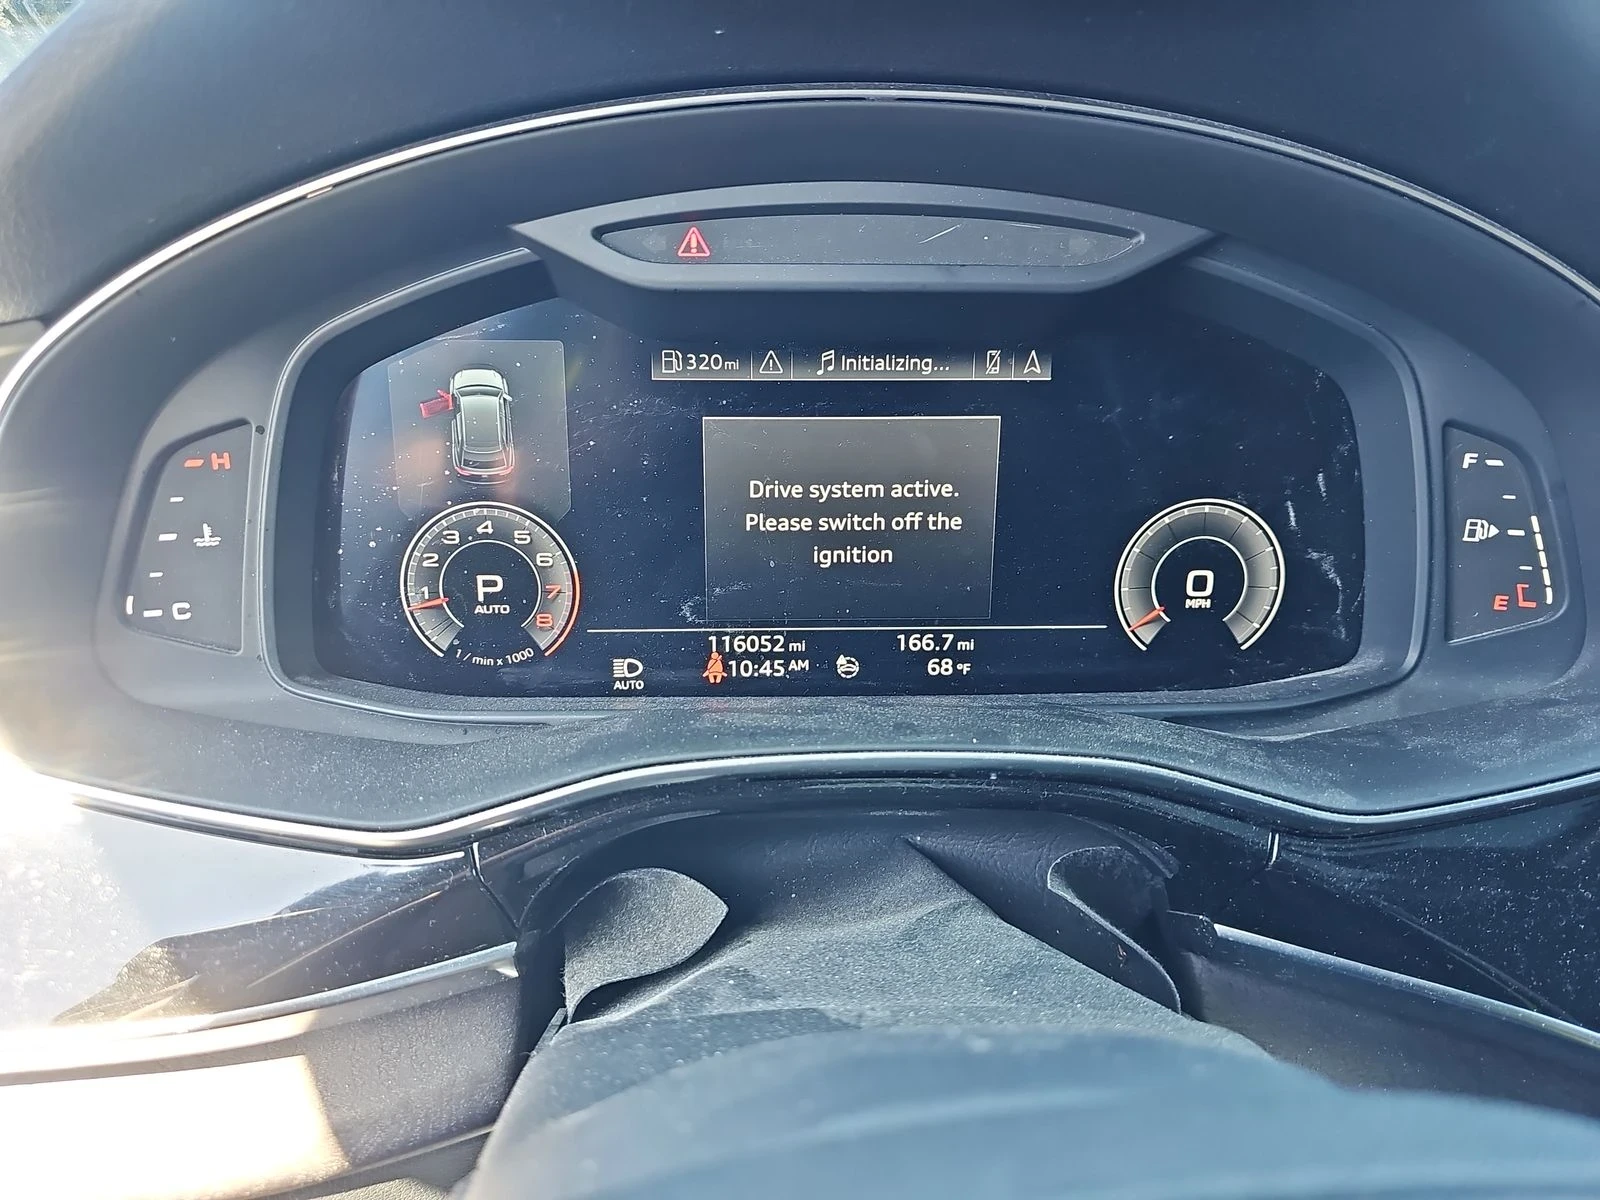 320 mi
Initializing...
Drive system active.
Please switch off the
ignition
H
C
1
2
3
4
5
6
7
8
P
AUTO
1 / min x 1000
0
MPH
F
E
116052 mi
166.7 mi
AUTO
10:45 AM
68 °F